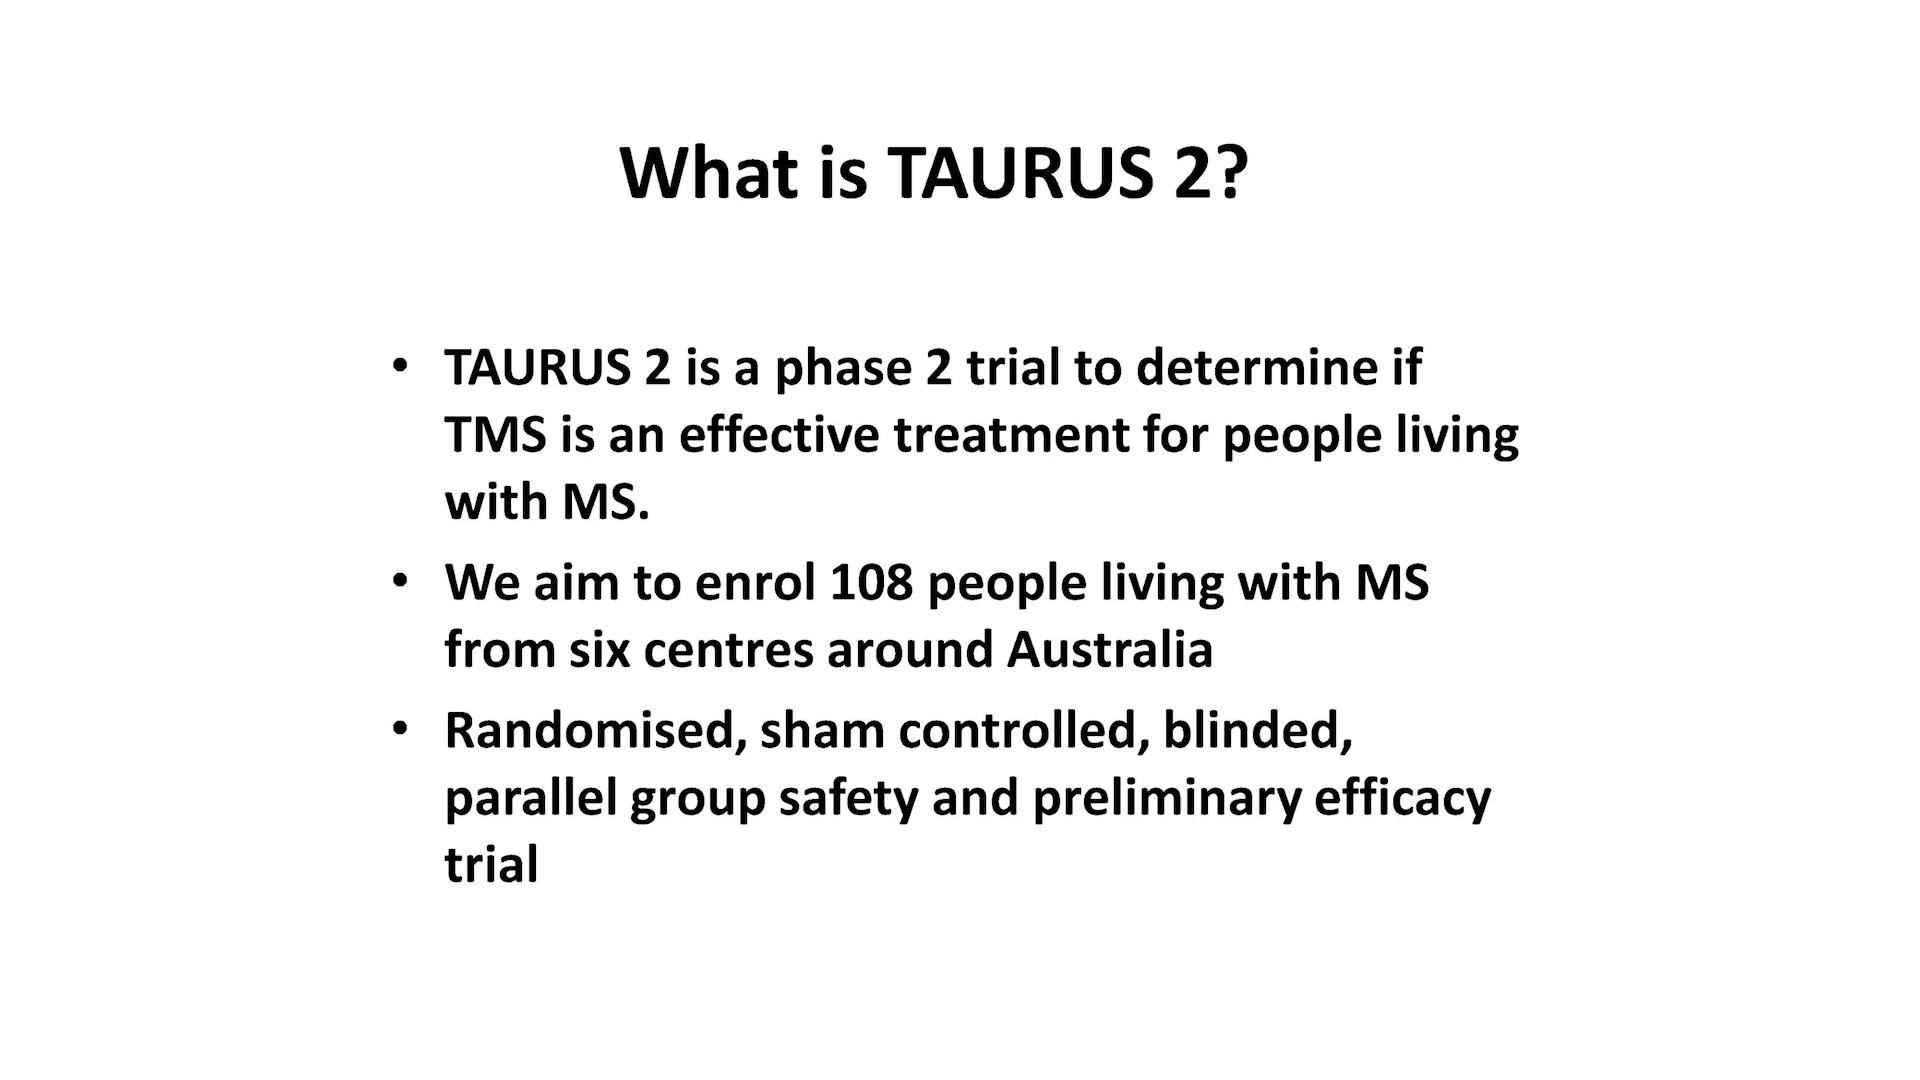 What is TAURUS 2?
• TAURUS 2 is a phase 2 trial to determine if
TMS is an effective treatment for people living
with MS.
• We aim to enrol 108 people living with MS
from six centres around Australia
• Randomised, sham controlled, blinded,
parallel group safety and preliminary efficacy
trial